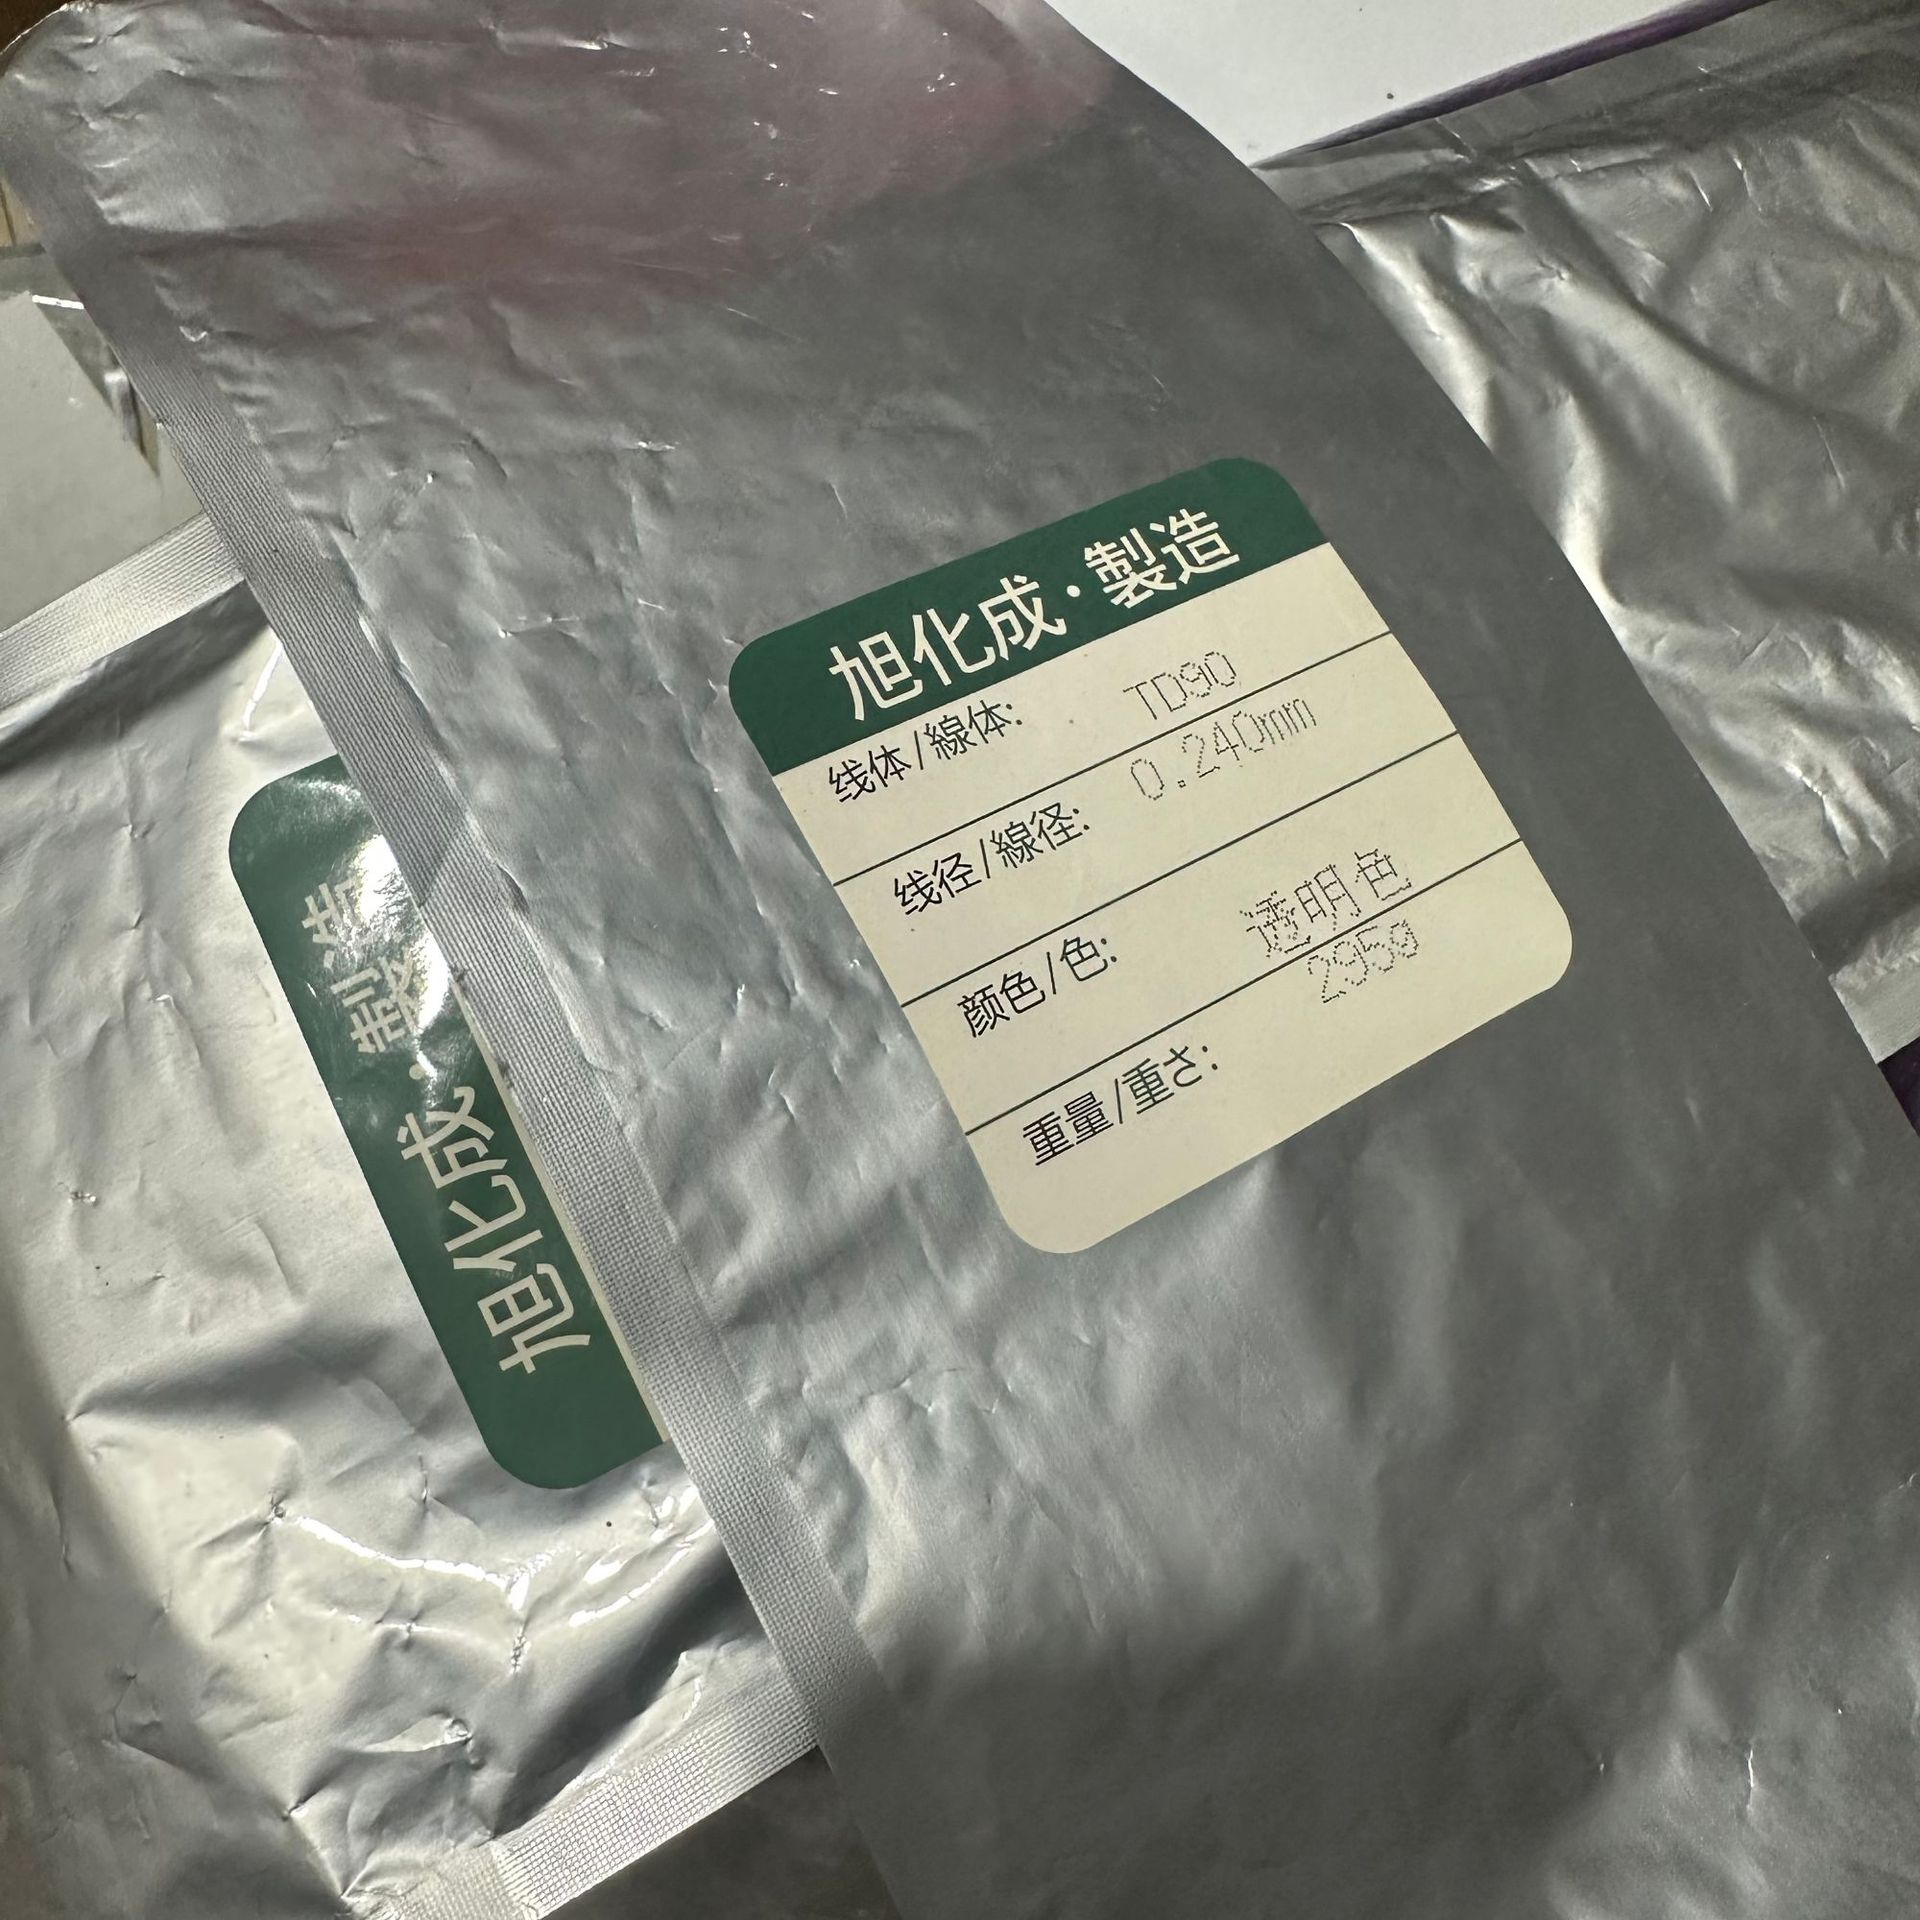 旭化成·製造
线体/線体: TD90
线径/線径: 0.240mm
颜色/色: 透明色
重量/重さ: 295g
旭化成·製造